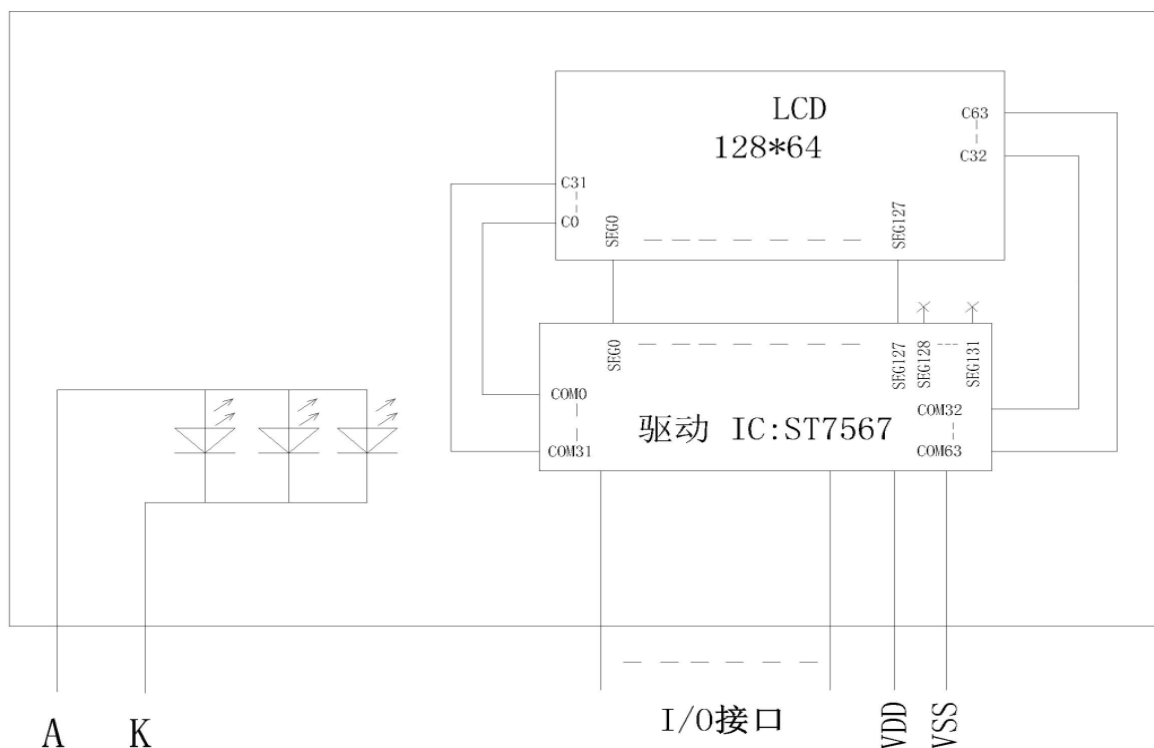 LCD
128*64
C63
C32
C31
C0
SEG0
SEG127
SEG0
SEG127
SEG128
SEG131
COM0
COM31
驱动 IC:ST7567
COM32
COM63
A
K
I/O接口
VDD
VSS